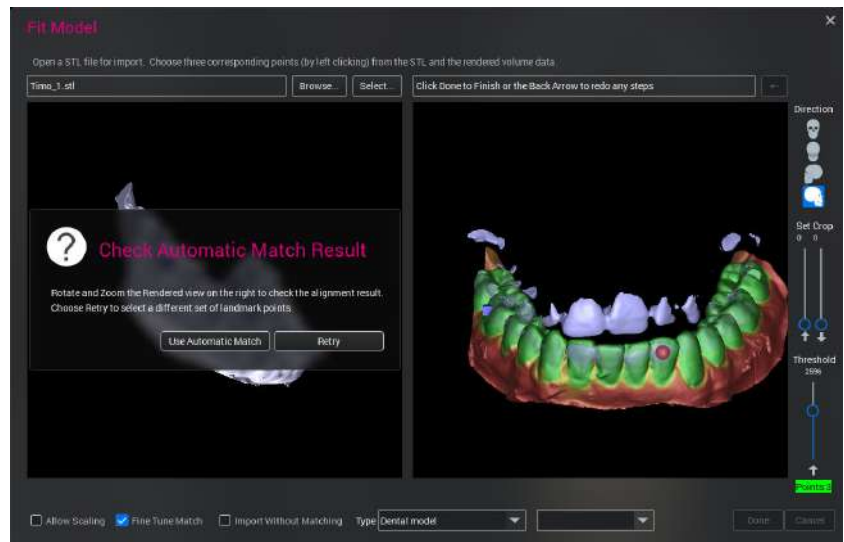 Fit Model
Open a STL file for import. Choose three corresponding points (by left clicking) from the STL and the rendered volume data.
Timo_1.stl
Browse...
Select...
Click Done to Finish or the Back Arrow to redo any steps
Direction
Set Crop
0 0
Threshold
2596
Points 3
Check Automatic Match Result
Rotate and Zoom the Rendered view on the right to check the alignment result.
Choose Retry to select a different set of landmark points.
Use Automatic Match
Retry
Allow Scaling
Fine Tune Match
Import Without Matching
Type Dental model
Done
Cancel